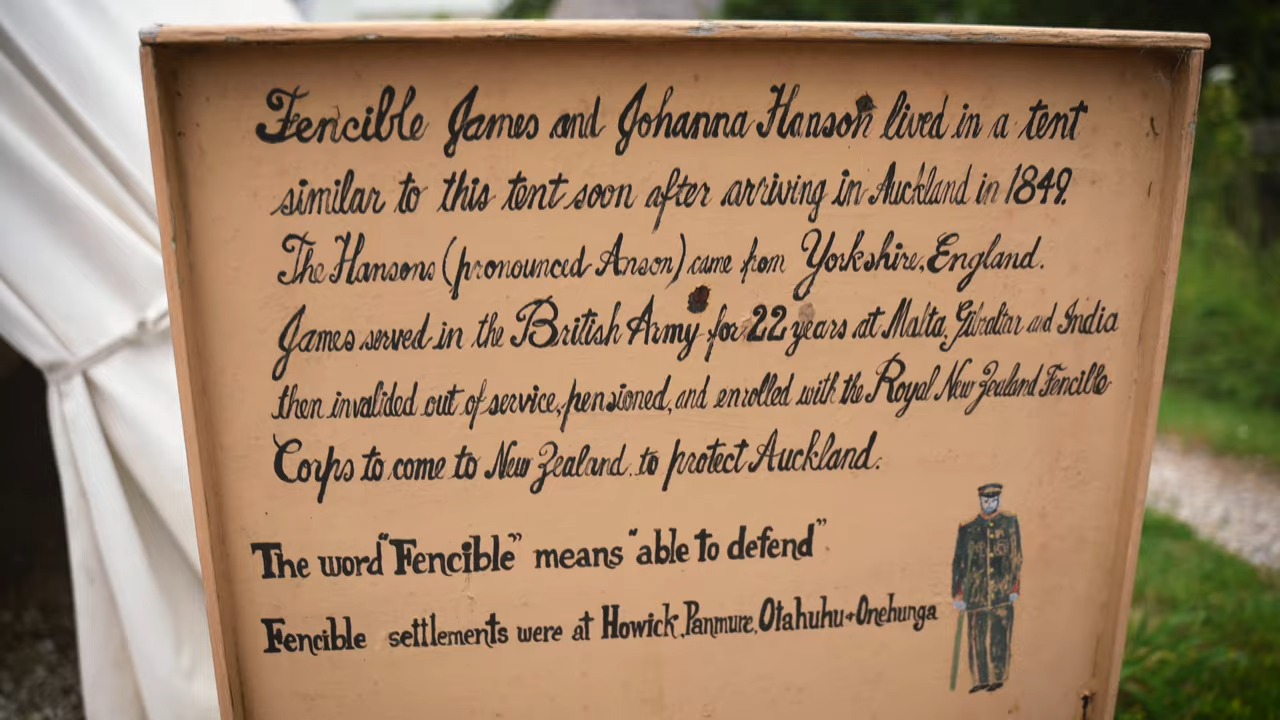 Fencible James and Johanna Hanson lived in a tent
similar to this tent soon after arriving in Auckland in 1849.
The Hansons (pronounced Anson) came from Yorkshire, England.
James served in the British Army for 22 years at Malta, Gibraltar and India
then invalided out of service, pensioned, and enrolled with the Royal New Zealand Fencible
Corps to come to New Zealand to protect Auckland.
The word "Fencible" means "able to defend"
Fencible settlements were at Howick, Panmure, Otahuhu + Onehunga